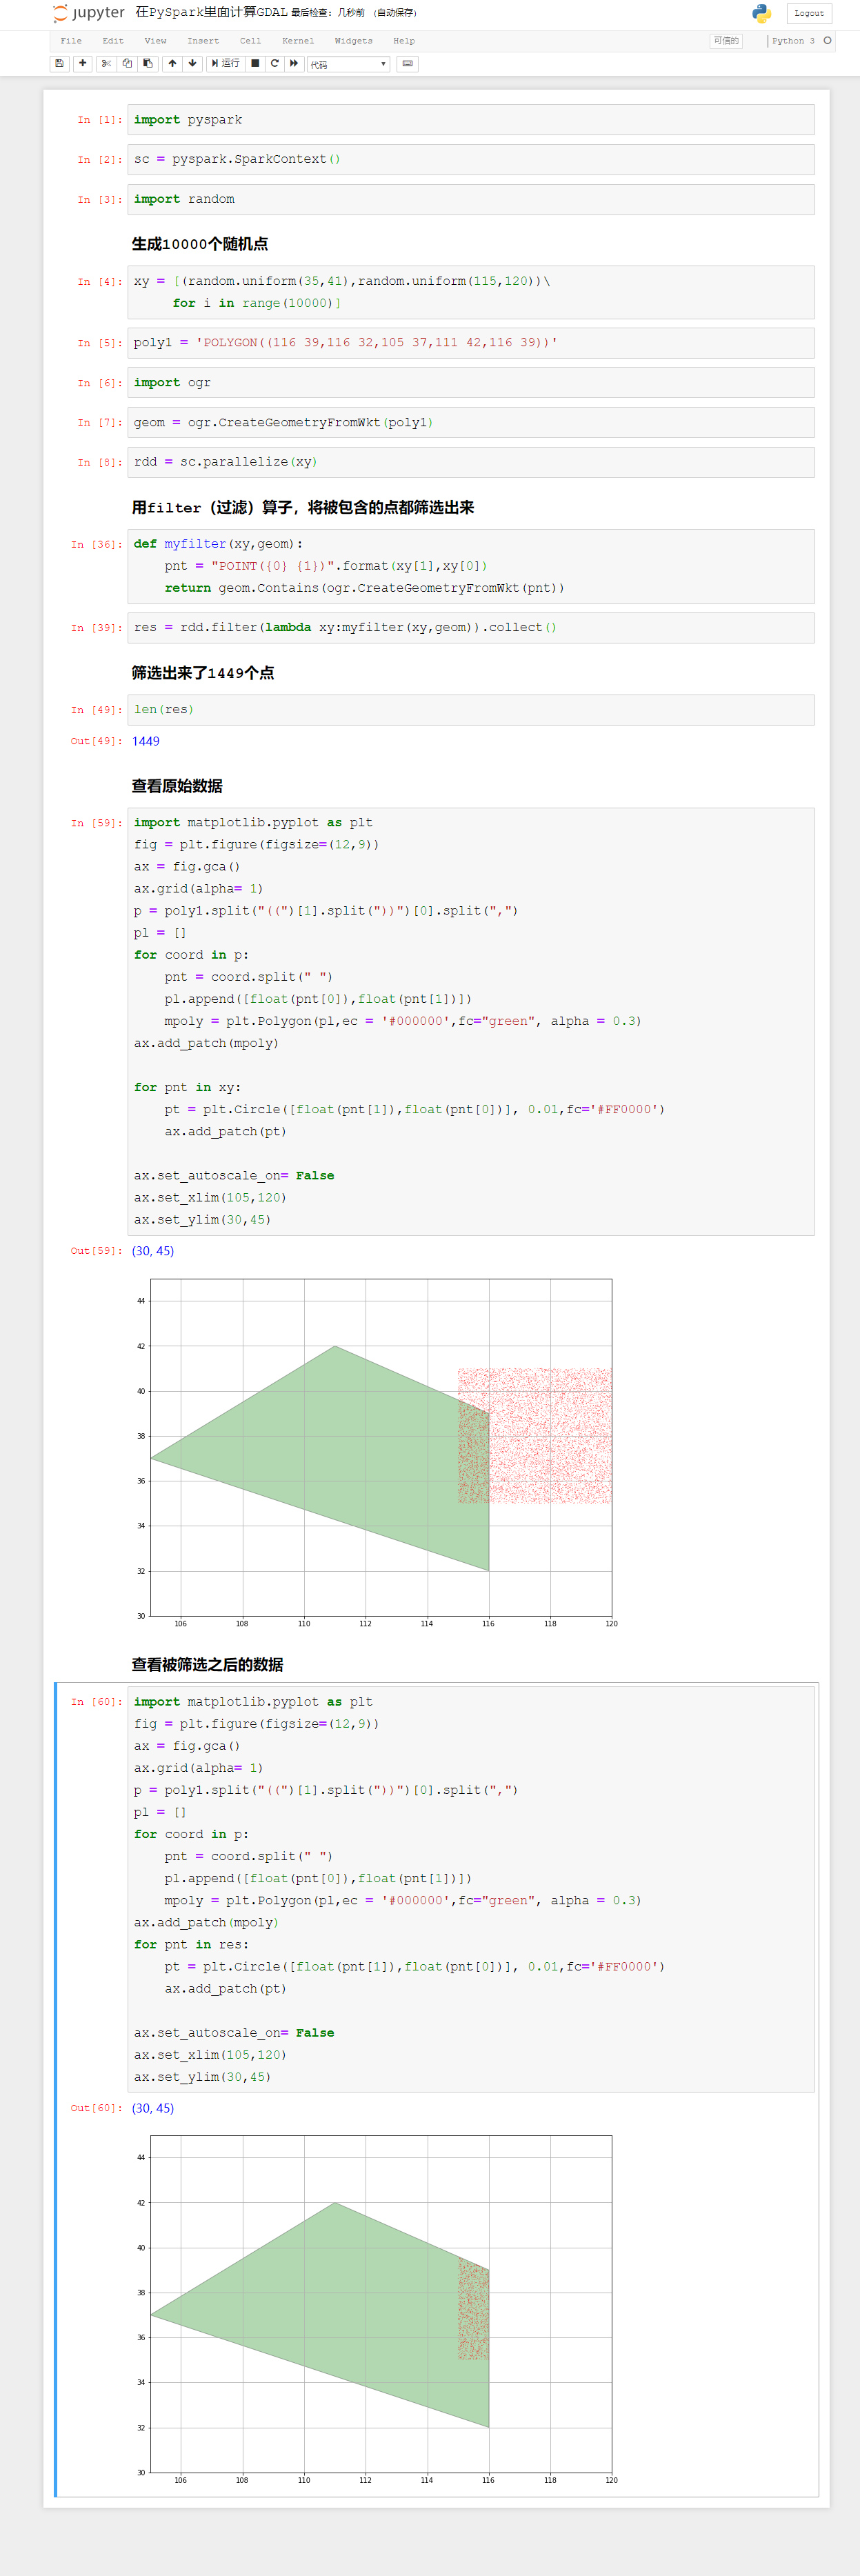 jupyter 在PySpark里面计算GDAL 最后检查: 几秒前 (自动保存) Logout
File Edit View Insert Cell Kernel Widgets Help 可信的 Python 3
运行 代码
In [1]: import pyspark
In [2]: sc = pyspark.SparkContext()
In [3]: import random
生成10000个随机点
In [4]: xy = [(random.uniform(35,41),random.uniform(115,120))\
for i in range(10000)]
In [5]: poly1 = 'POLYGON((116 39,116 32,105 37,111 42,116 39))'
In [6]: import ogr
In [7]: geom = ogr.CreateGeometryFromWkt(poly1)
In [8]: rdd = sc.parallelize(xy)
用filter（过滤）算子，将被包含的点都筛选出来
In [36]: def myfilter(xy,geom):
pnt = "POINT({0} {1})".format(xy[1],xy[0])
return geom.Contains(ogr.CreateGeometryFromWkt(pnt))
In [39]: res = rdd.filter(lambda xy:myfilter(xy,geom)).collect()
筛选出来了1449个点
In [49]: len(res)
Out[49]: 1449
查看原始数据
In [59]: import matplotlib.pyplot as plt
fig = plt.figure(figsize=(12,9))
ax = fig.gca()
ax.grid(alpha= 1)
p = poly1.split("((")[1].split("))")[0].split(",")
pl = []
for coord in p:
pnt = coord.split(" ")
pl.append([float(pnt[0]),float(pnt[1])])
mpoly = plt.Polygon(pl,ec = '#000000',fc="green", alpha = 0.3)
ax.add_patch(mpoly)
for pnt in xy:
pt = plt.Circle([float(pnt[1]),float(pnt[0])], 0.01,fc='#FF0000')
ax.add_patch(pt)
ax.set_autoscale_on= False
ax.set_xlim(105,120)
ax.set_ylim(30,45)
Out[59]: (30, 45)
44
42
40
38
36
34
32
30
106 108 110 112 114 116 118 120
查看被筛选之后的数据
In [60]: import matplotlib.pyplot as plt
fig = plt.figure(figsize=(12,9))
ax = fig.gca()
ax.grid(alpha= 1)
p = poly1.split("((")[1].split("))")[0].split(",")
pl = []
for coord in p:
pnt = coord.split(" ")
pl.append([float(pnt[0]),float(pnt[1])])
mpoly = plt.Polygon(pl,ec = '#000000',fc="green", alpha = 0.3)
ax.add_patch(mpoly)
for pnt in res:
pt = plt.Circle([float(pnt[1]),float(pnt[0])], 0.01,fc='#FF0000')
ax.add_patch(pt)
ax.set_autoscale_on= False
ax.set_xlim(105,120)
ax.set_ylim(30,45)
Out[60]: (30, 45)
44
42
40
38
36
34
32
30
106 108 110 112 114 116 118 120